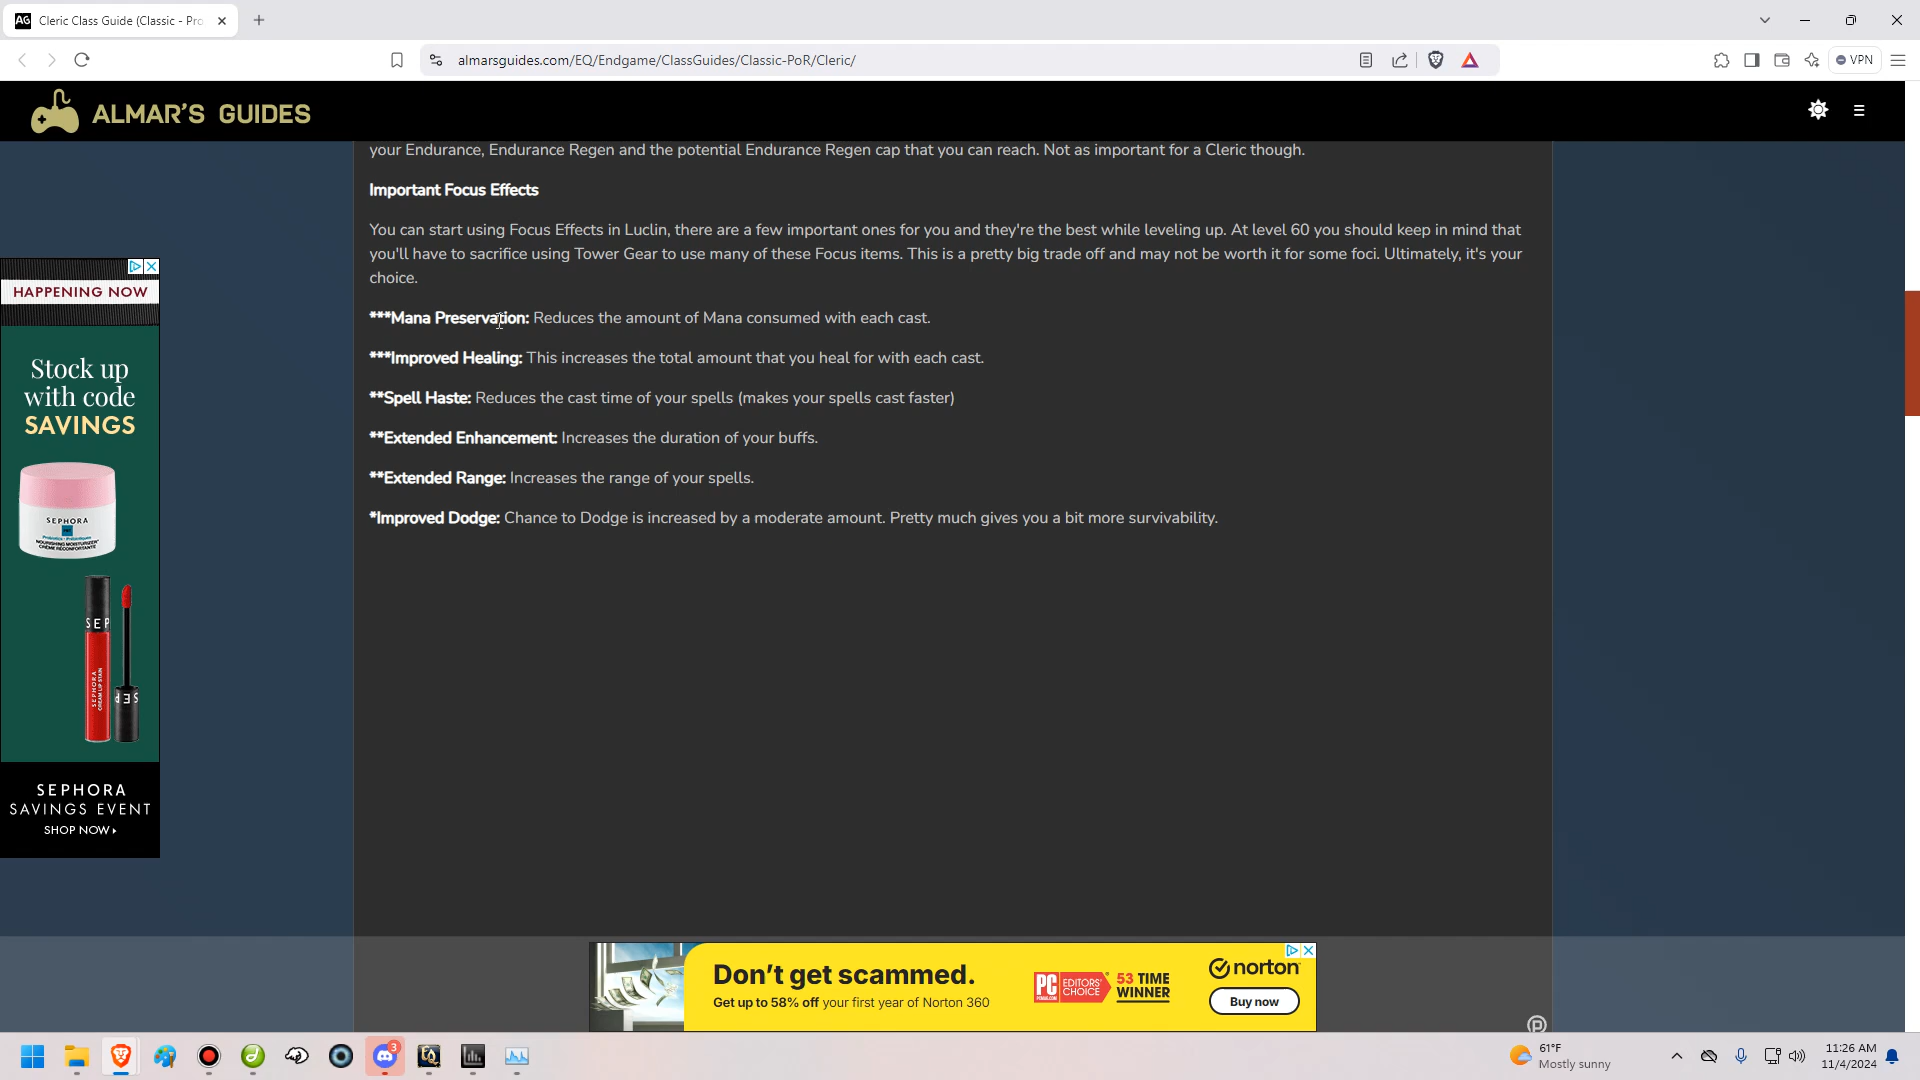 AG Cleric Class Guide (Classic - Pro
almarsguides.com/EQ/Endgame/ClassGuides/Classic-PoR/Cleric/
VPN
ALMAR'S GUIDES
your Endurance, Endurance Regen and the potential Endurance Regen cap that you can reach. Not as important for a Cleric though.
Important Focus Effects
You can start using Focus Effects in Luclin, there are a few important ones for you and they're the best while leveling up. At level 60 you should keep in mind that
you'll have to sacrifice using Tower Gear to use many of these Focus items. This is a pretty big trade off and may not be worth it for some foci. Ultimately, it's your
choice.
***Mana Preservation: Reduces the amount of Mana consumed with each cast.
***Improved Healing: This increases the total amount that you heal for with each cast.
**Spell Haste: Reduces the cast time of your spells (makes your spells cast faster)
**Extended Enhancement: Increases the duration of your buffs.
**Extended Range: Increases the range of your spells.
*Improved Dodge: Chance to Dodge is increased by a moderate amount. Pretty much gives you a bit more survivability.
HAPPENING NOW
Stock up
with code
SAVINGS
SEPHORA
NOURISHING MOISTURIZER
CRÈME RÉCONFORTANTE
SEP
SEPHORA
CREAM LIP STAIN
SEPHORA
SAVINGS EVENT
SHOP NOW
Don't get scammed.
Get up to 58% off your first year of Norton 360
PC
EDITORS' CHOICE
53 TIME
WINNER
norton
Buy now
3
61°F
Mostly sunny
11:26 AM
11/4/2024